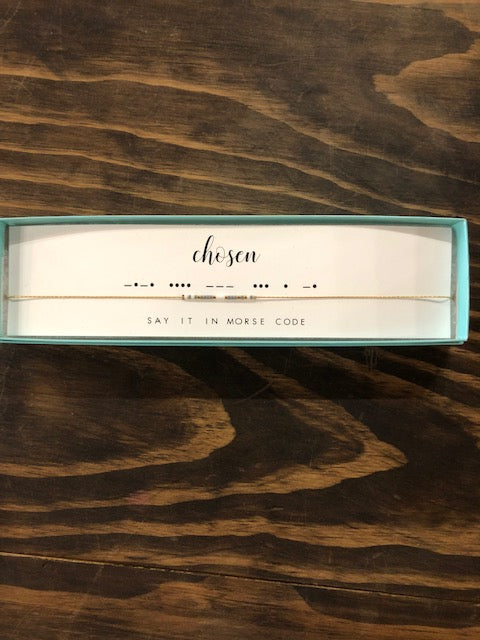 chosen
—•—• •••• ——— ••• • —•
SAY IT IN MORSE CODE